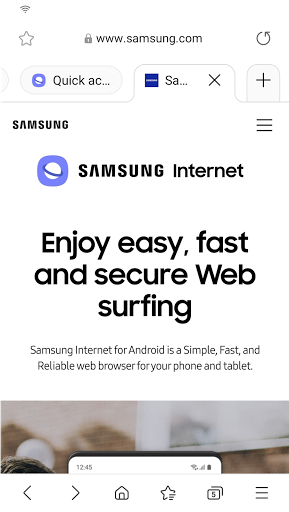 www.samsung.com
Quick ac...
Sa...
SAMSUNG
SAMSUNG Internet
Enjoy easy, fast
and secure Web
surfing
Samsung Internet for Android is a Simple, Fast, and
Reliable web browser for your phone and tablet.
12:45
5